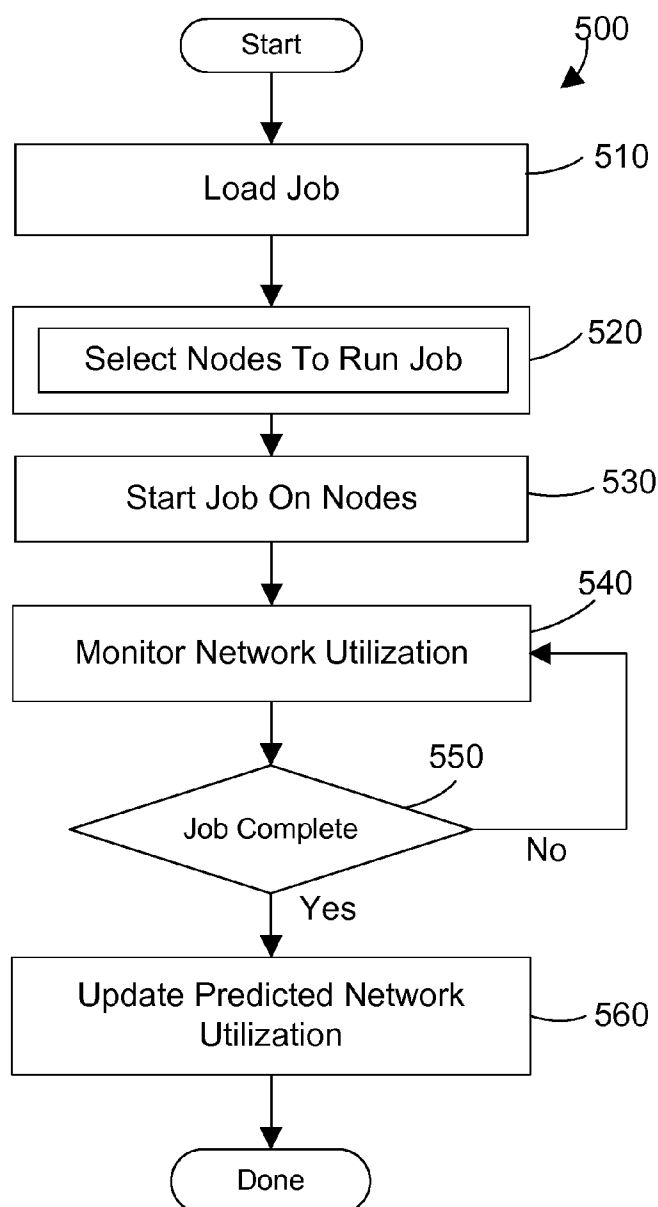 Start
500
Load Job
510
Select Nodes To Run Job
520
Start Job On Nodes
530
540
Monitor Network Utilization
550
Job Complete
No
Yes
Update Predicted Network
Utilization
560
Done